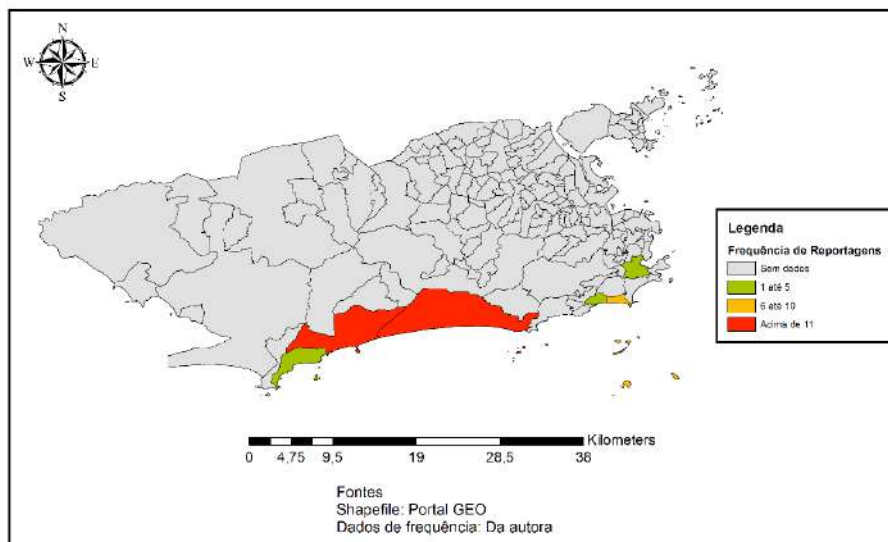 N
W E
S
Legenda
Frequência de Reportagens
Sem dados
1 até 5
6 até 10
Acima de 11
Kilometers
0 4,75 9,5 19 28,5 38
Fontes
Shapefile: Portal GEO
Dados de frequência: Da autora